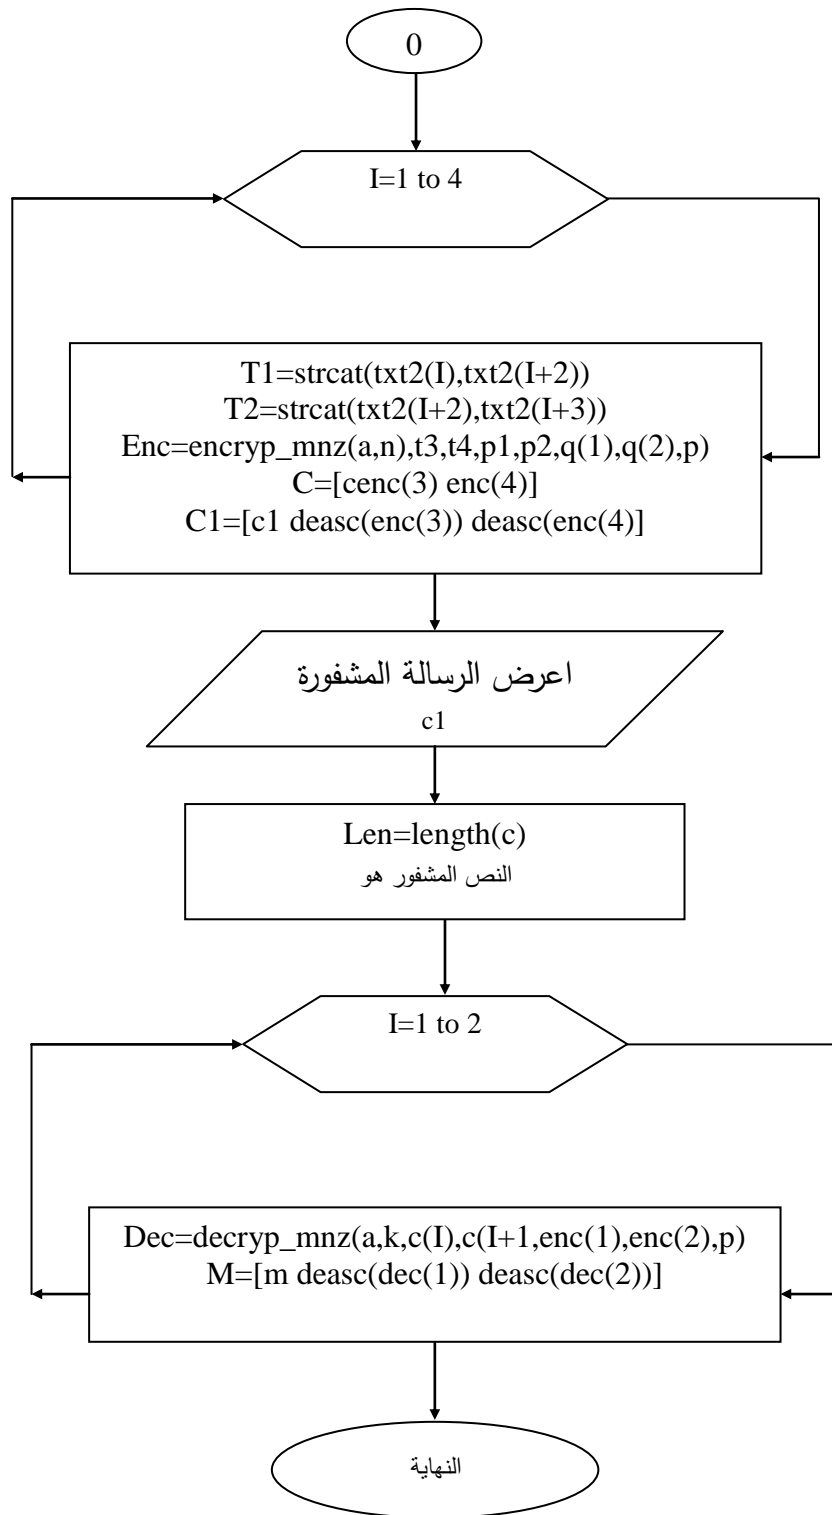 0
I=1 to 4
T1=strcat(txt2(I),txt2(I+2))
T2=strcat(txt2(I+2),txt2(I+3))
Enc=encryp_mnz(a,n),t3,t4,p1,p2,q(1),q(2),p)
C=[cenc(3) enc(4)]
C1=[c1 deasc(enc(3)) deasc(enc(4)]
اعرض الرسالة المشفورة
c1
Len=length(c)
النص المشفور هو
I=1 to 2
Dec=decryp_mnz(a,k,c(I),c(I+1,enc(1),enc(2),p)
M=[m deasc(dec(1)) deasc(dec(2))]
النهاية